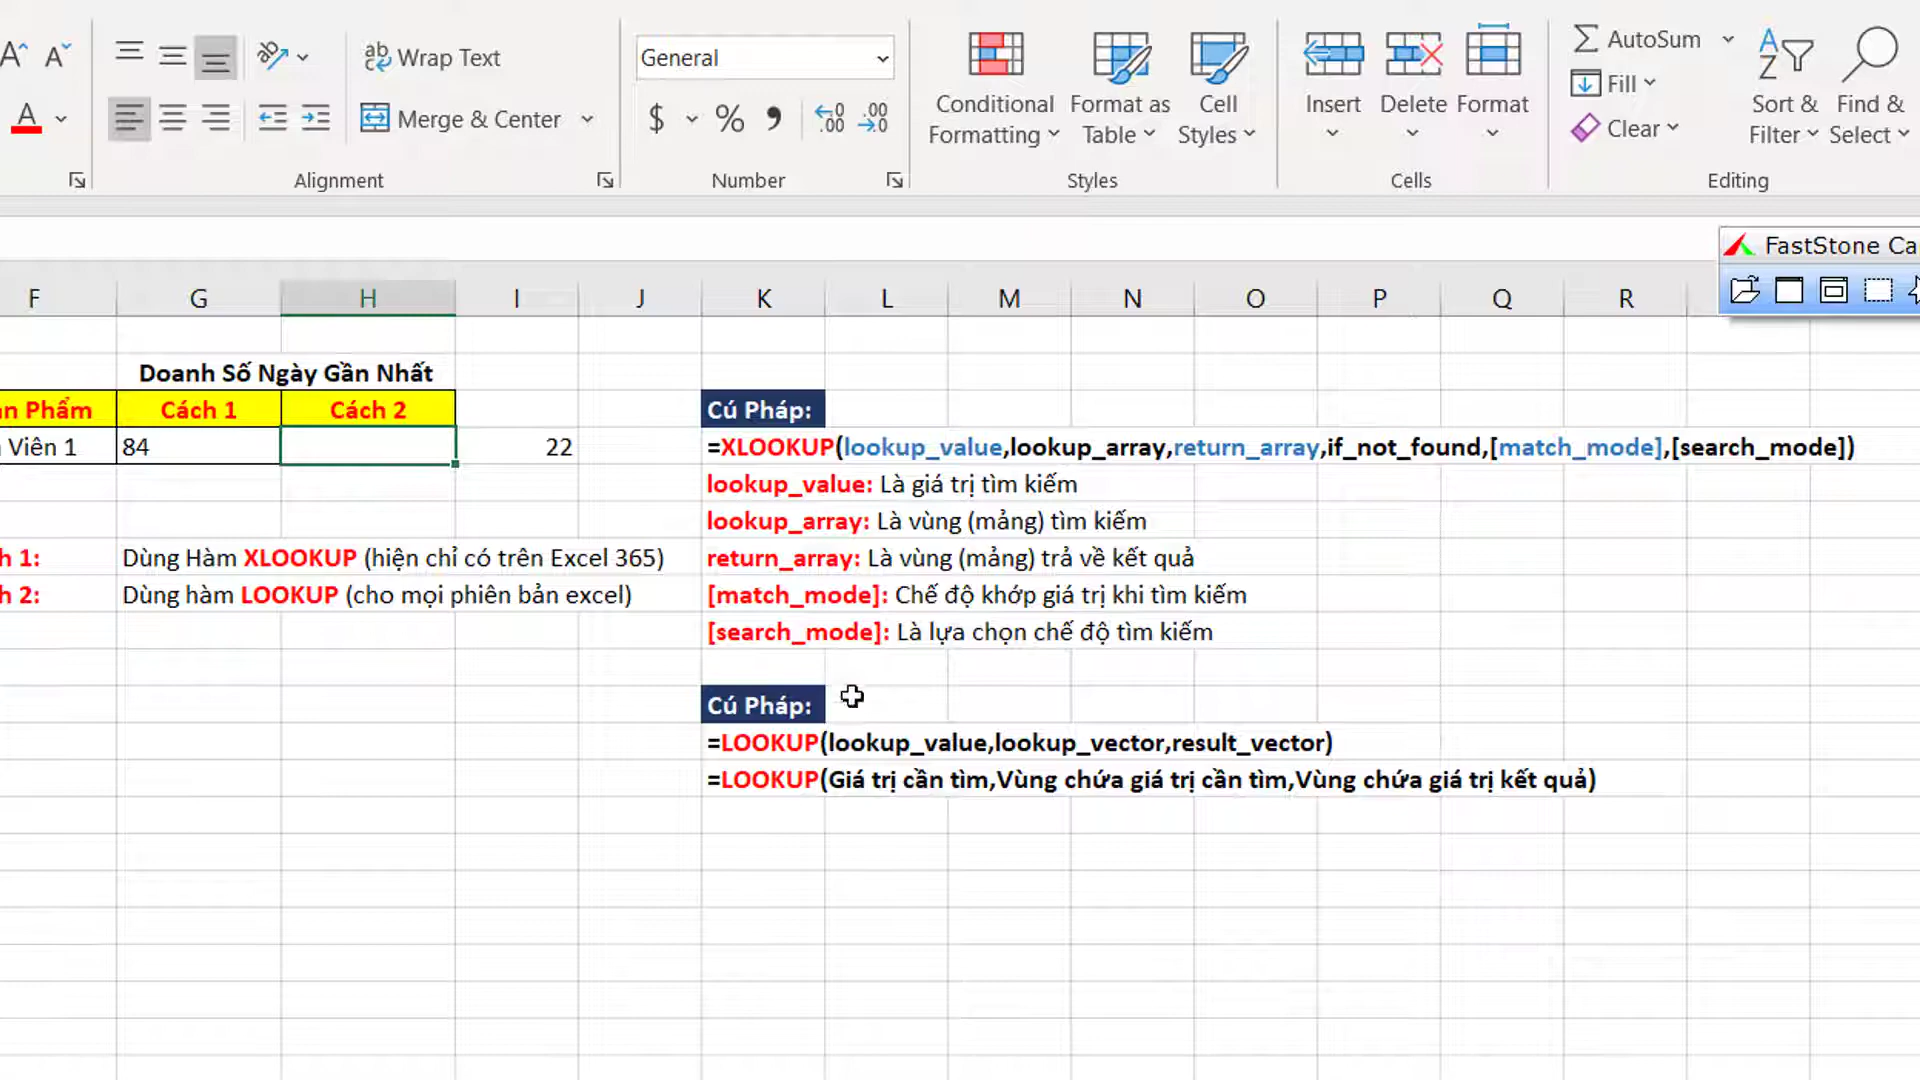 Wrap Text
General
Conditional
Formatting
Format as
Table
Cell
Styles
Insert
Delete
Format
AutoSum
Fill
Clear
Sort &
Filter
Find &
Select
Merge & Center
$ % ,
Alignment
Number
Styles
Cells
Editing
FastStone Ca
F G H I J K L M N O P Q R
Doanh Số Ngày Gần Nhất
n Phẩm Cách 1 Cách 2
Viên 1 84 22
h 1: Dùng Hàm XLOOKUP (hiện chỉ có trên Excel 365)
h 2: Dùng hàm LOOKUP (cho mọi phiên bản excel)
Cú Pháp:
=XLOOKUP(lookup_value,lookup_array,return_array,if_not_found,[match_mode],[search_mode])
lookup_value: Là giá trị tìm kiếm
lookup_array: Là vùng (mảng) tìm kiếm
return_array: Là vùng (mảng) trả về kết quả
[match_mode]: Chế độ khớp giá trị khi tìm kiếm
[search_mode]: Là lựa chọn chế độ tìm kiếm
Cú Pháp:
=LOOKUP(lookup_value,lookup_vector,result_vector)
=LOOKUP(Giá trị cần tìm,Vùng chứa giá trị cần tìm,Vùng chứa giá trị kết quả)